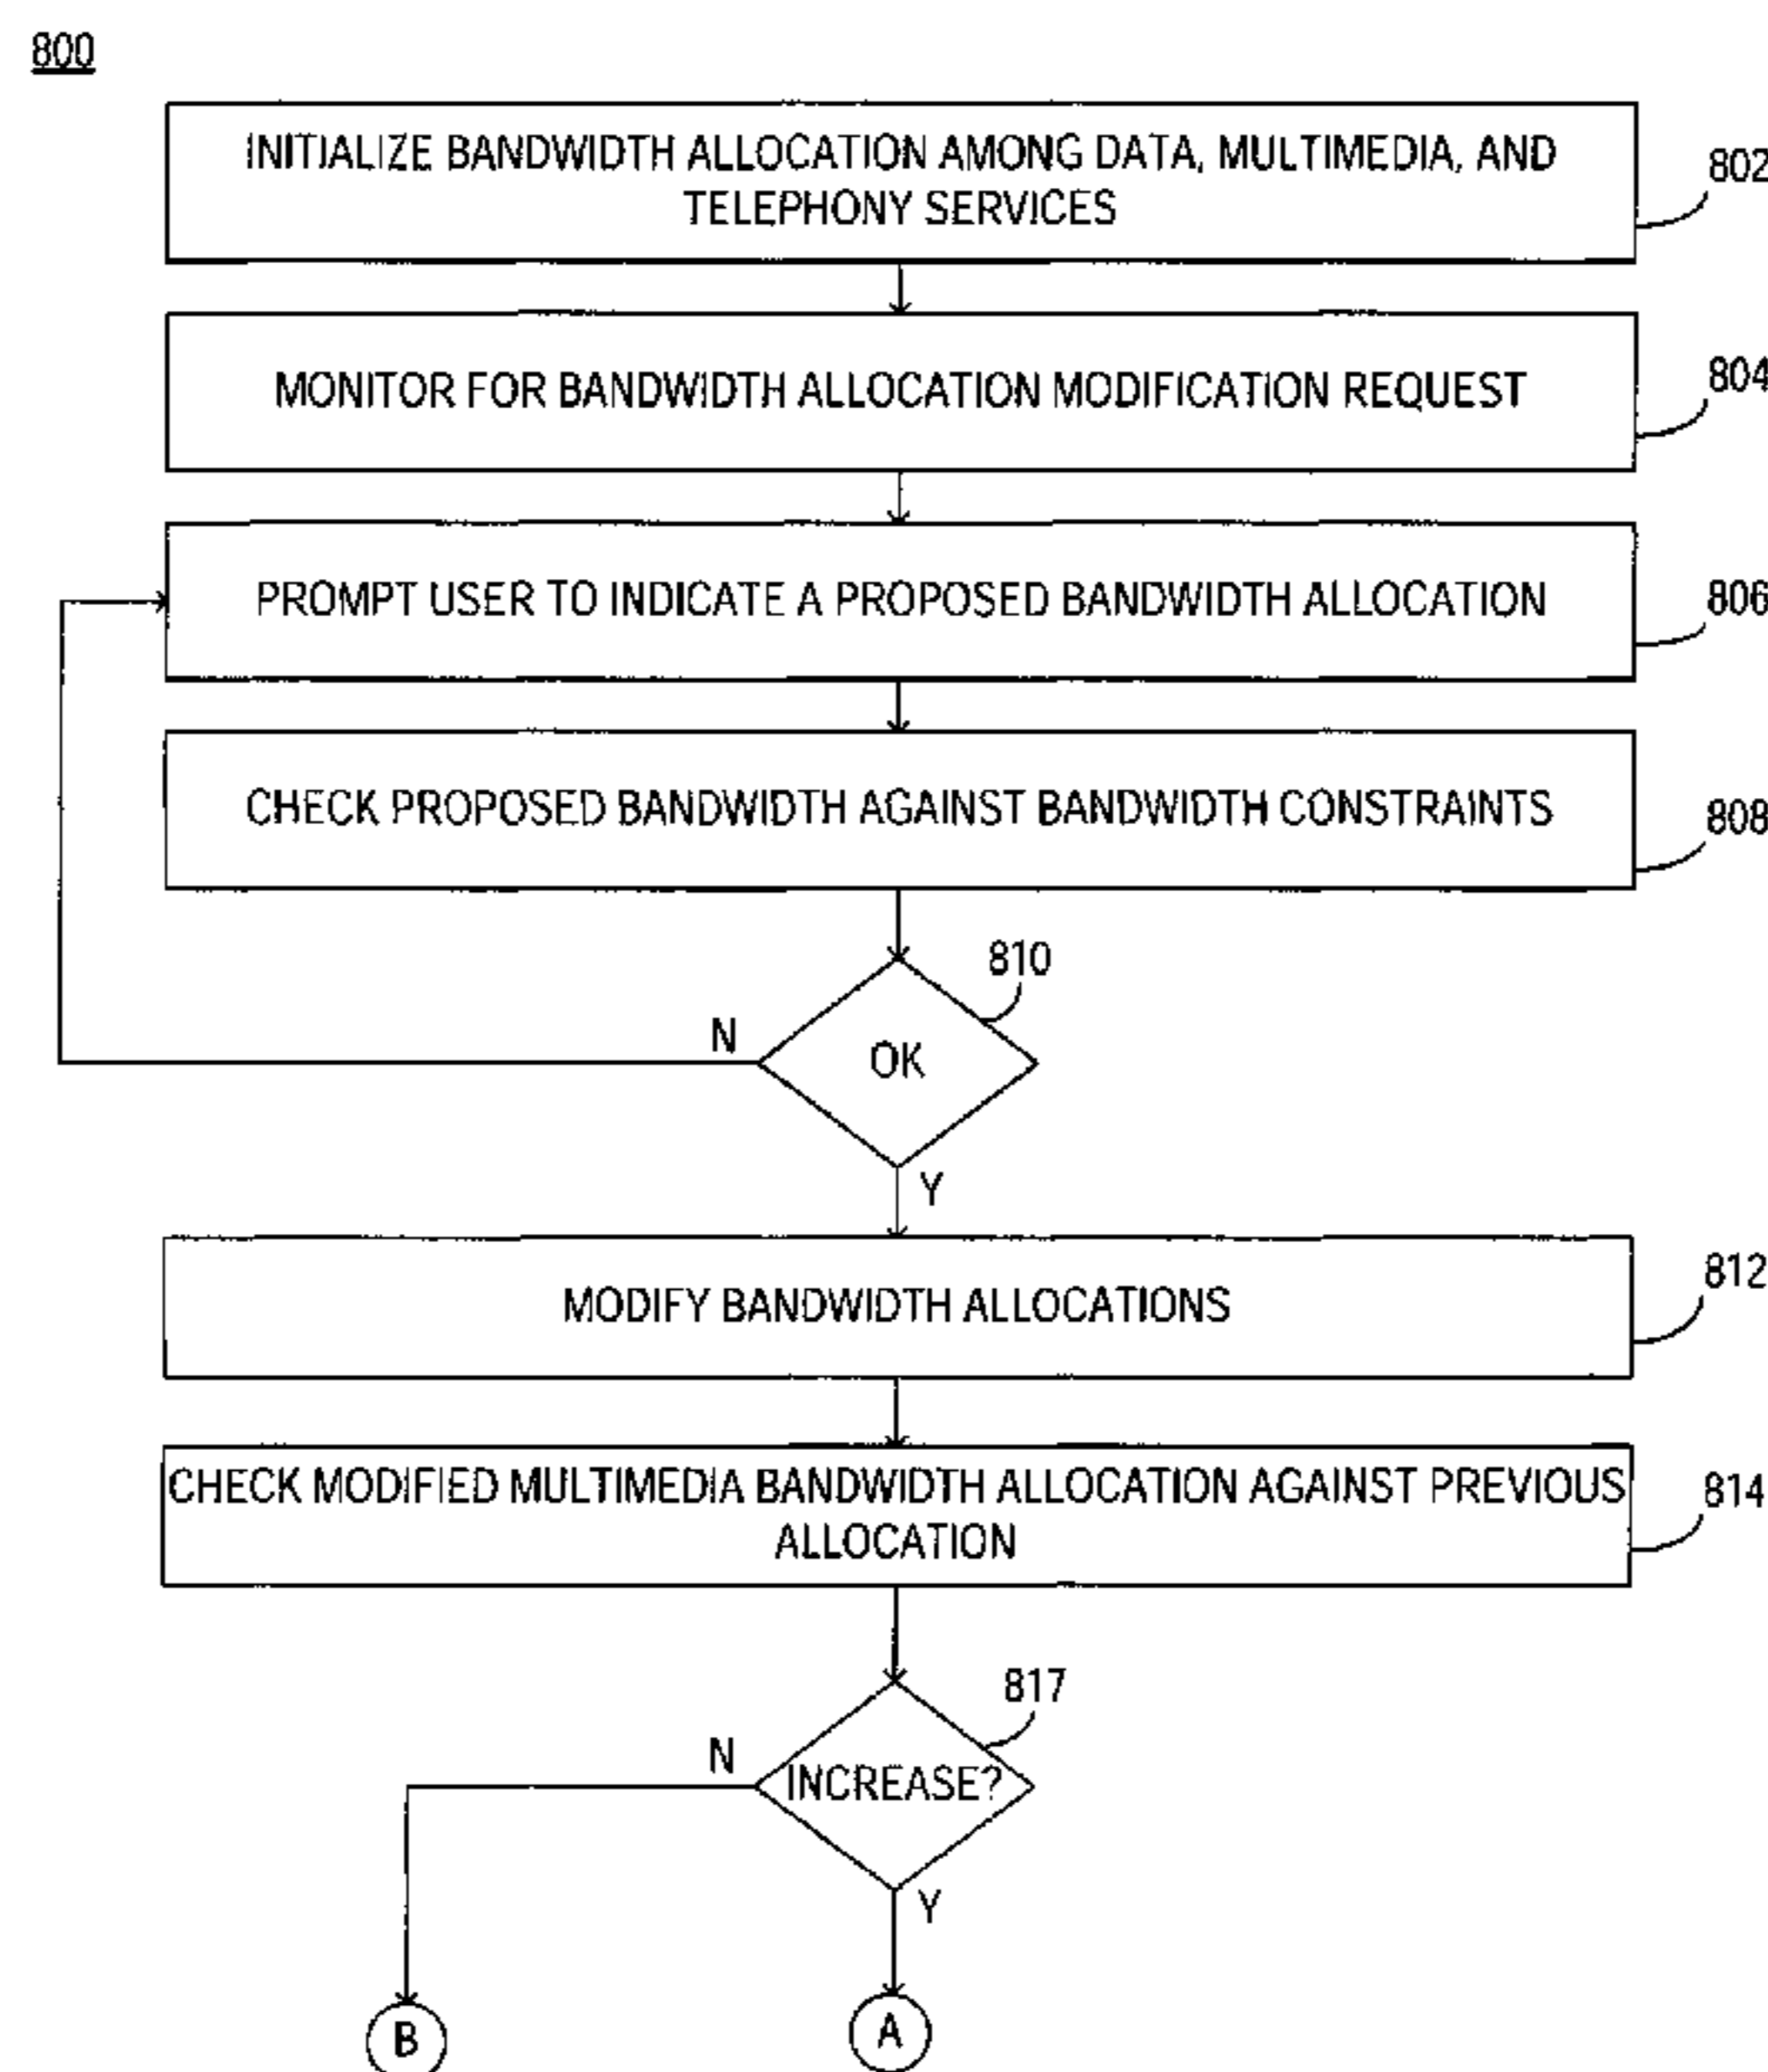 800
INITIALIZE BANDWIDTH ALLOCATION AMONG DATA, MULTIMEDIA, AND
TELEPHONY SERVICES
802
MONITOR FOR BANDWIDTH ALLOCATION MODIFICATION REQUEST
804
PROMPT USER TO INDICATE A PROPOSED BANDWIDTH ALLOCATION
806
CHECK PROPOSED BANDWIDTH AGAINST BANDWIDTH CONSTRAINTS
808
810
N
OK
Y
MODIFY BANDWIDTH ALLOCATIONS
812
CHECK MODIFIED MULTIMEDIA BANDWIDTH ALLOCATION AGAINST PREVIOUS
ALLOCATION
814
817
N
INCREASE?
Y
B
A